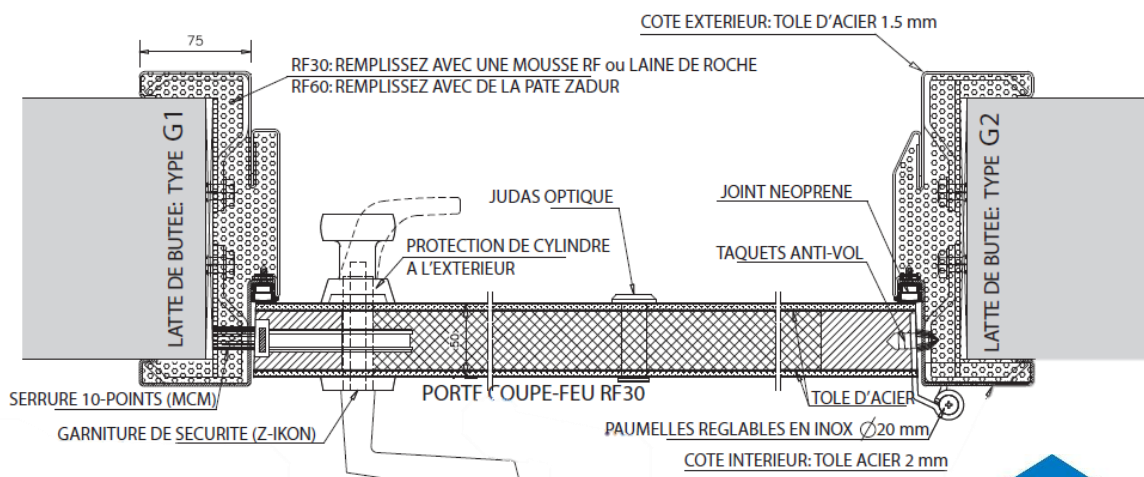 COTE EXTERIEUR: TOLE D'ACIER 1.5 mm
75
RF30: REMPLISSEZ AVEC UNE MOUSSE RF ou LAINE DE ROCHE
RF60: REMPLISSEZ AVEC DE LA PATE ZADUR
LATTE DE BUTEE: TYPE G1
LATTE DE BUTEE: TYPE G2
JUDAS OPTIQUE
JOINT NEOPRENE
PROTECTION DE CYLINDRE
A L'EXTERIEUR
TAQUETS ANTI-VOL
50
SERRURE 10-POINTS (MCM)
PORTE COUPE-FEU RF30
TOLE D'ACIER
GARNITURE DE SECURITE (Z-IKON)
PAUMELLES REGLABLES EN INOX ∅20 mm
COTE INTERIEUR: TOLE ACIER 2 mm